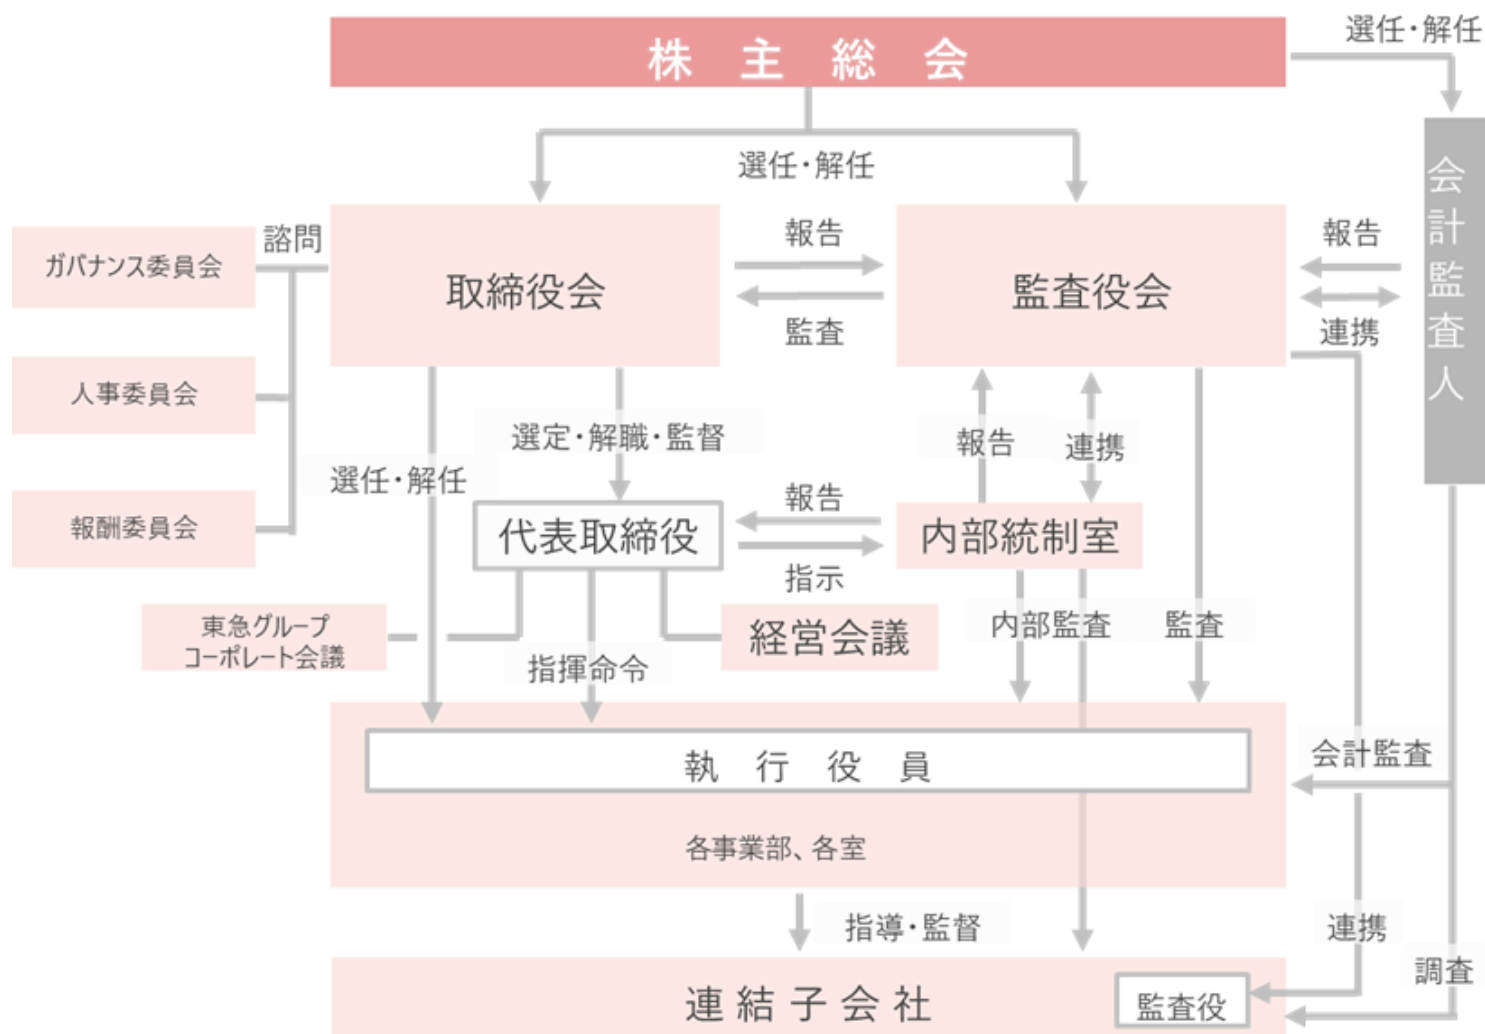 株 主 総 会
選任・解任
会計監査人
選任・解任
ガバナンス委員会
諮問
取締役会
報告
監査
監査役会
報告
連携
人事委員会
報酬委員会
選任・解任
選定・解職・監督
報告
連携
代表取締役
報告
指示
内部統制室
東急グループ
コーポレート会議
指揮命令
経営会議
内部監査
監査
執 行 役 員
会計監査
各事業部、各室
指導・監督
連携
調査
連 結 子 会 社
監査役